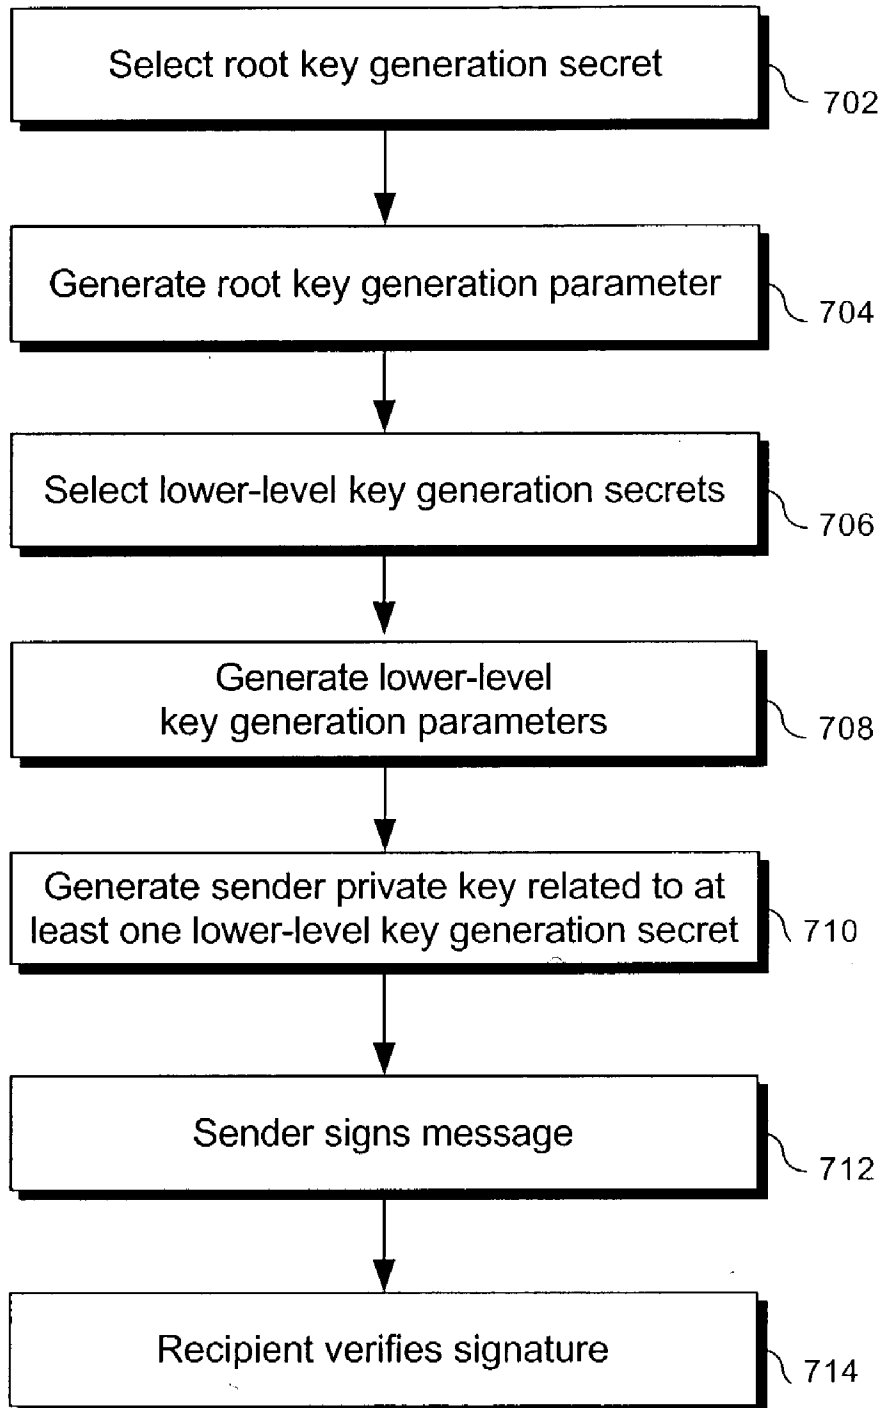 Select root key generation secret
702
Generate root key generation parameter
704
Select lower-level key generation secrets
706
Generate lower-level
key generation parameters
708
Generate sender private key related to at
least one lower-level key generation secret
710
Sender signs message
712
Recipient verifies signature
714